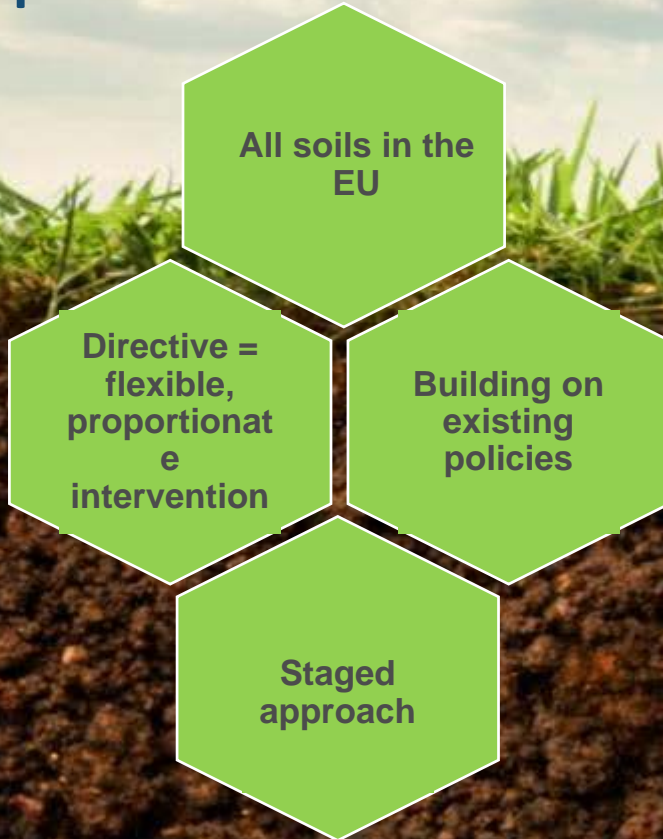 All soils in the
EU
Directive =
flexible,
proportionat
e
intervention
Building on
existing
policies
Staged
approach